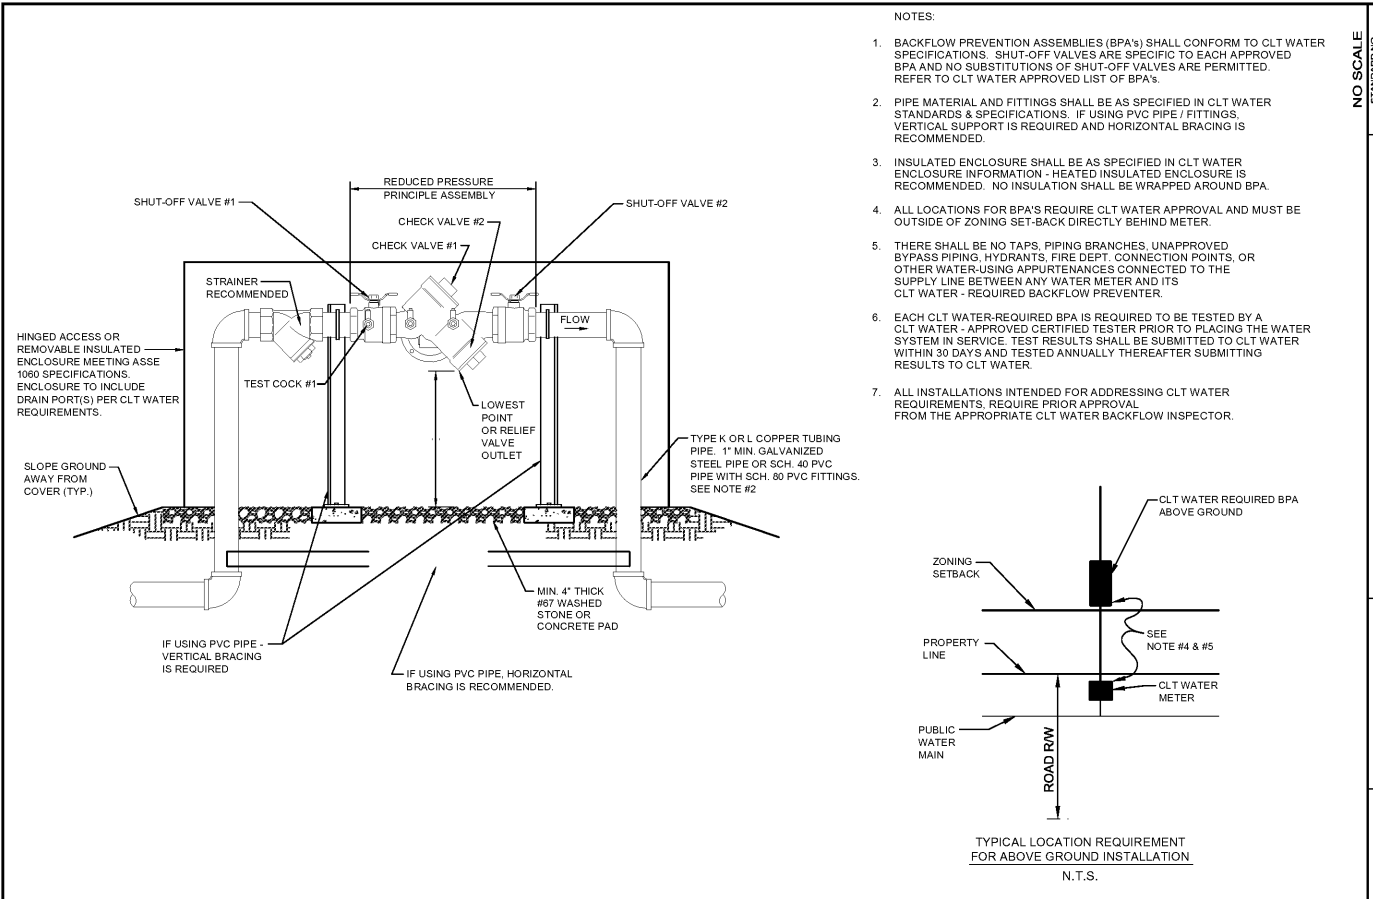 NOTES:
1. BACKFLOW PREVENTION ASSEMBLIES (BPA's) SHALL CONFORM TO CLT WATER
SPECIFICATIONS. SHUT-OFF VALVES ARE SPECIFIC TO EACH APPROVED
BPA AND NO SUBSTITUTIONS OF SHUT-OFF VALVES ARE PERMITTED.
REFER TO CLT WATER APPROVED LIST OF BPA's.
2. PIPE MATERIAL AND FITTINGS SHALL BE AS SPECIFIED IN CLT WATER
STANDARDS & SPECIFICATIONS. IF USING PVC PIPE / FITTINGS,
VERTICAL SUPPORT IS REQUIRED AND HORIZONTAL BRACING IS
RECOMMENDED.
3. INSULATED ENCLOSURE SHALL BE AS SPECIFIED IN CLT WATER
ENCLOSURE INFORMATION - HEATED INSULATED ENCLOSURE IS
RECOMMENDED. NO INSULATION SHALL BE WRAPPED AROUND BPA.
4. ALL LOCATIONS FOR BPA'S REQUIRE CLT WATER APPROVAL AND MUST BE
OUTSIDE OF ZONING SET-BACK DIRECTLY BEHIND METER.
5. THERE SHALL BE NO TAPS, PIPING BRANCHES, UNAPPROVED
BYPASS PIPING, HYDRANTS, FIRE DEPT. CONNECTION POINTS, OR
OTHER WATER-USING APPURTENANCES CONNECTED TO THE
SUPPLY LINE BETWEEN ANY WATER METER AND ITS
CLT WATER - REQUIRED BACKFLOW PREVENTER.
6. EACH CLT WATER-REQUIRED BPA IS REQUIRED TO BE TESTED BY A
CLT WATER - APPROVED CERTIFIED TESTER PRIOR TO PLACING THE WATER
SYSTEM IN SERVICE. TEST RESULTS SHALL BE SUBMITTED TO CLT WATER
WITHIN 30 DAYS AND TESTED ANNUALLY THEREAFTER SUBMITTING
RESULTS TO CLT WATER.
7. ALL INSTALLATIONS INTENDED FOR ADDRESSING CLT WATER
REQUIREMENTS, REQUIRE PRIOR APPROVAL
FROM THE APPROPRIATE CLT WATER BACKFLOW INSPECTOR.
NO SCALE
REDUCED PRESSURE
PRINCIPLE ASSEMBLY
SHUT-OFF VALVE #1
SHUT-OFF VALVE #2
CHECK VALVE #2
CHECK VALVE #1
STRAINER
RECOMMENDED
FLOW
HINGED ACCESS OR
REMOVABLE INSULATED
ENCLOSURE MEETING ASSE
1060 SPECIFICATIONS.
ENCLOSURE TO INCLUDE
DRAIN PORT(S) PER CLT WATER
REQUIREMENTS.
TEST COCK #1
LOWEST
POINT
OR RELIEF
VALVE
OUTLET
TYPE K OR L COPPER TUBING
PIPE. 1" MIN. GALVANIZED
STEEL PIPE OR SCH. 40 PVC
PIPE WITH SCH. 80 PVC FITTINGS.
SEE NOTE #2
SLOPE GROUND
AWAY FROM
COVER (TYP.)
MIN. 4" THICK
#67 WASHED
STONE OR
CONCRETE PAD
IF USING PVC PIPE -
VERTICAL BRACING
IS REQUIRED
IF USING PVC PIPE, HORIZONTAL
BRACING IS RECOMMENDED.
CLT WATER REQUIRED BPA
ABOVE GROUND
ZONING
SETBACK
SEE
NOTE #4 & #5
PROPERTY
LINE
CLT WATER
METER
PUBLIC
WATER
MAIN
ROAD R/W
TYPICAL LOCATION REQUIREMENT
FOR ABOVE GROUND INSTALLATION
N.T.S.